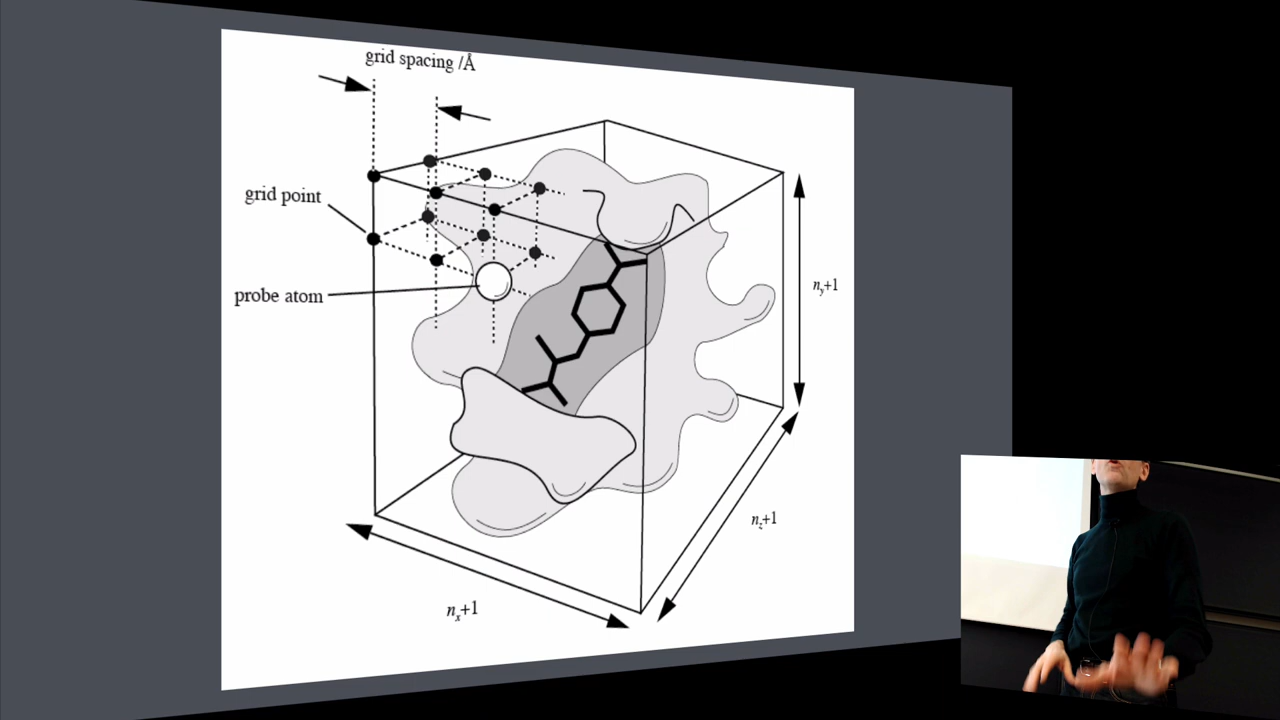 grid spacing /Å
grid point
probe atom
n_y+1
n_z+1
n_x+1